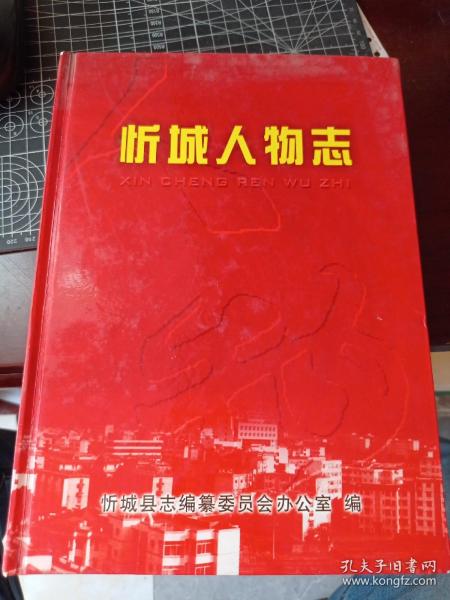 忻城人物志
XIN CHENG REN WU ZHI
忻城县志编纂委员会办公室 编
孔夫子旧书网
www.kongfz.com